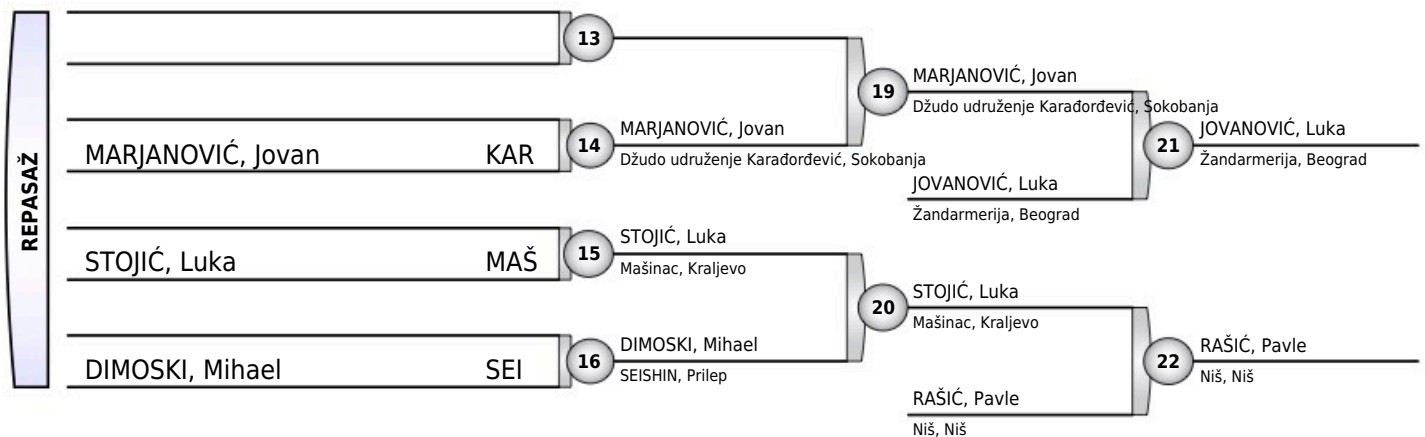 REPASAŽ
13
MARJANOVIĆ, Jovan KAR
14
STOJIĆ, Luka MAŠ
15
DIMOSKI, Mihael SEI
16
MARJANOVIĆ, Jovan
Džudo udruženje Karađorđević, Sokobanja
STOJIĆ, Luka
Mašinac, Kraljevo
DIMOSKI, Mihael
SEISHIN, Prilep
19
20
MARJANOVIĆ, Jovan
Džudo udruženje Karađorđević, Sokobanja
JOVANOVIĆ, Luka
Žandarmerija, Beograd
STOJIĆ, Luka
Mašinac, Kraljevo
RAŠIĆ, Pavle
Niš, Niš
21
22
JOVANOVIĆ, Luka
Žandarmerija, Beograd
RAŠIĆ, Pavle
Niš, Niš